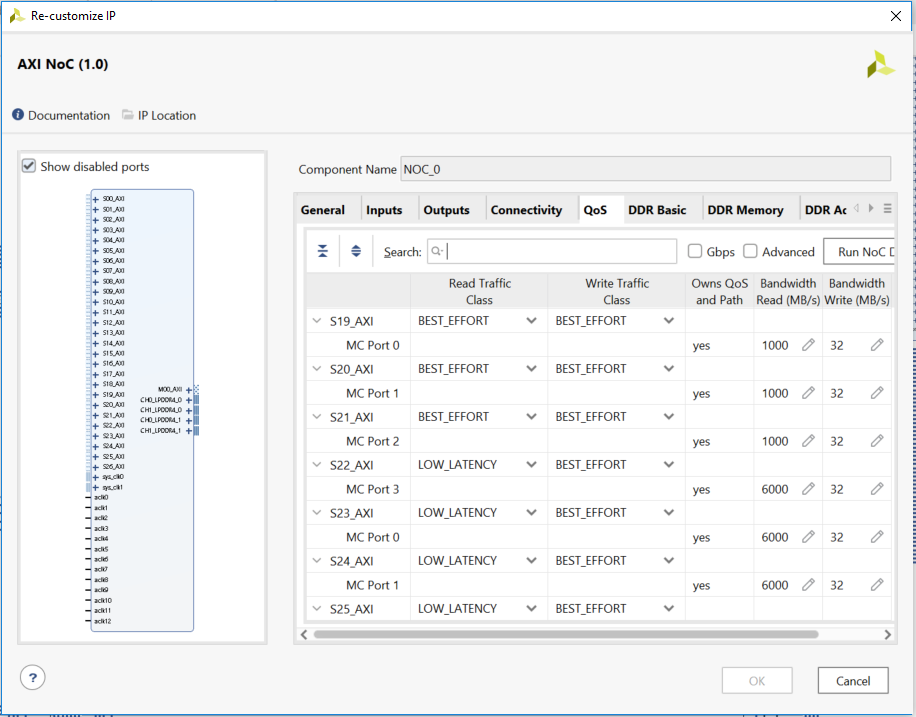 Re-customize IP
AXI NoC (1.0)
Documentation IP Location
Show disabled ports
S00_AXI
S01_AXI
S02_AXI
S03_AXI
S04_AXI
S05_AXI
S06_AXI
S07_AXI
S08_AXI
S09_AXI
S10_AXI
S11_AXI
S12_AXI
S13_AXI
S14_AXI
S15_AXI
S16_AXI
S17_AXI
S18_AXI
S19_AXI
S20_AXI
S21_AXI
S22_AXI
S23_AXI
S24_AXI
S25_AXI
S26_AXI
sys_clk0
sys_clk1
aclk0
aclk1
aclk2
aclk3
aclk4
aclk5
aclk6
aclk7
aclk8
aclk9
aclk10
aclk11
aclk12
M00_AXI
CH0_LPDDR4_0
CH1_LPDDR4_0
CH0_LPDDR4_1
CH1_LPDDR4_1
Component Name NOC_0
General Inputs Outputs Connectivity QoS DDR Basic DDR Memory DDR Ac
Search: Gbps Advanced Run NoC D
Read Traffic Write Traffic Owns QoS Bandwidth Bandwidth
Class Class and Path Read (MB/s) Write (MB/s)
S19_AXI BEST_EFFORT BEST_EFFORT
MC Port 0 yes 1000 32
S20_AXI BEST_EFFORT BEST_EFFORT
MC Port 1 yes 1000 32
S21_AXI BEST_EFFORT BEST_EFFORT
MC Port 2 yes 1000 32
S22_AXI LOW_LATENCY BEST_EFFORT
MC Port 3 yes 6000 32
S23_AXI LOW_LATENCY BEST_EFFORT
MC Port 0 yes 6000 32
S24_AXI LOW_LATENCY BEST_EFFORT
MC Port 1 yes 6000 32
S25_AXI LOW_LATENCY BEST_EFFORT
? OK Cancel